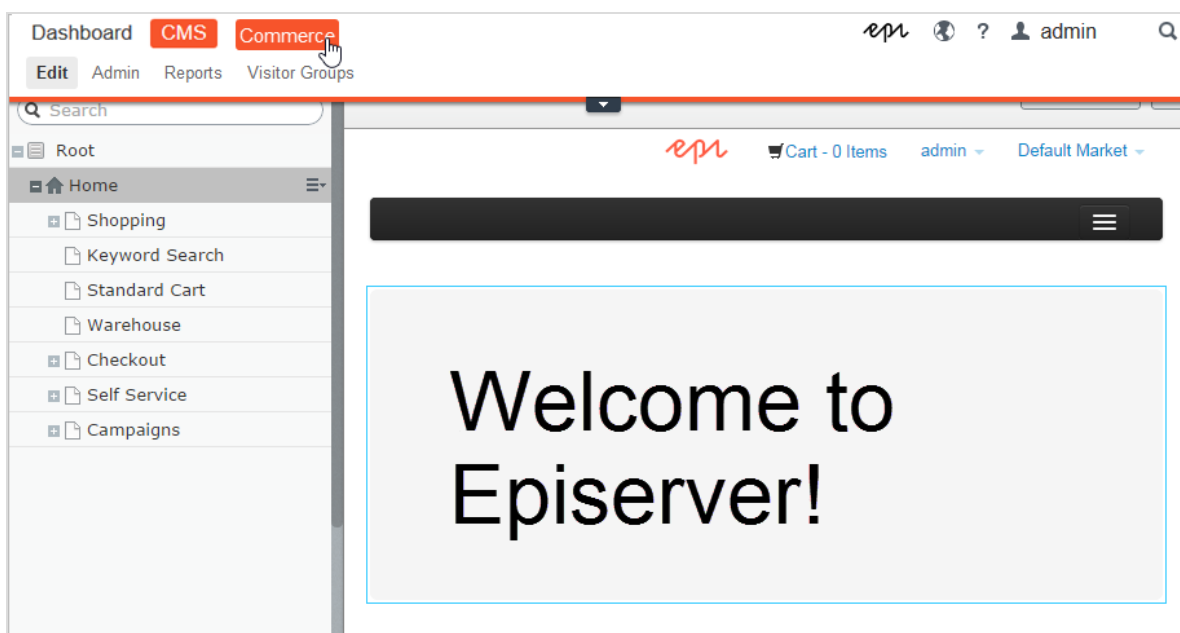 Dashboard CMS Commerce epi ? admin
Edit Admin Reports Visitor Groups
Search
Root
Home
Shopping
Keyword Search
Standard Cart
Warehouse
Checkout
Self Service
Campaigns
epi Cart - 0 Items admin Default Market
Welcome to
Episerver!